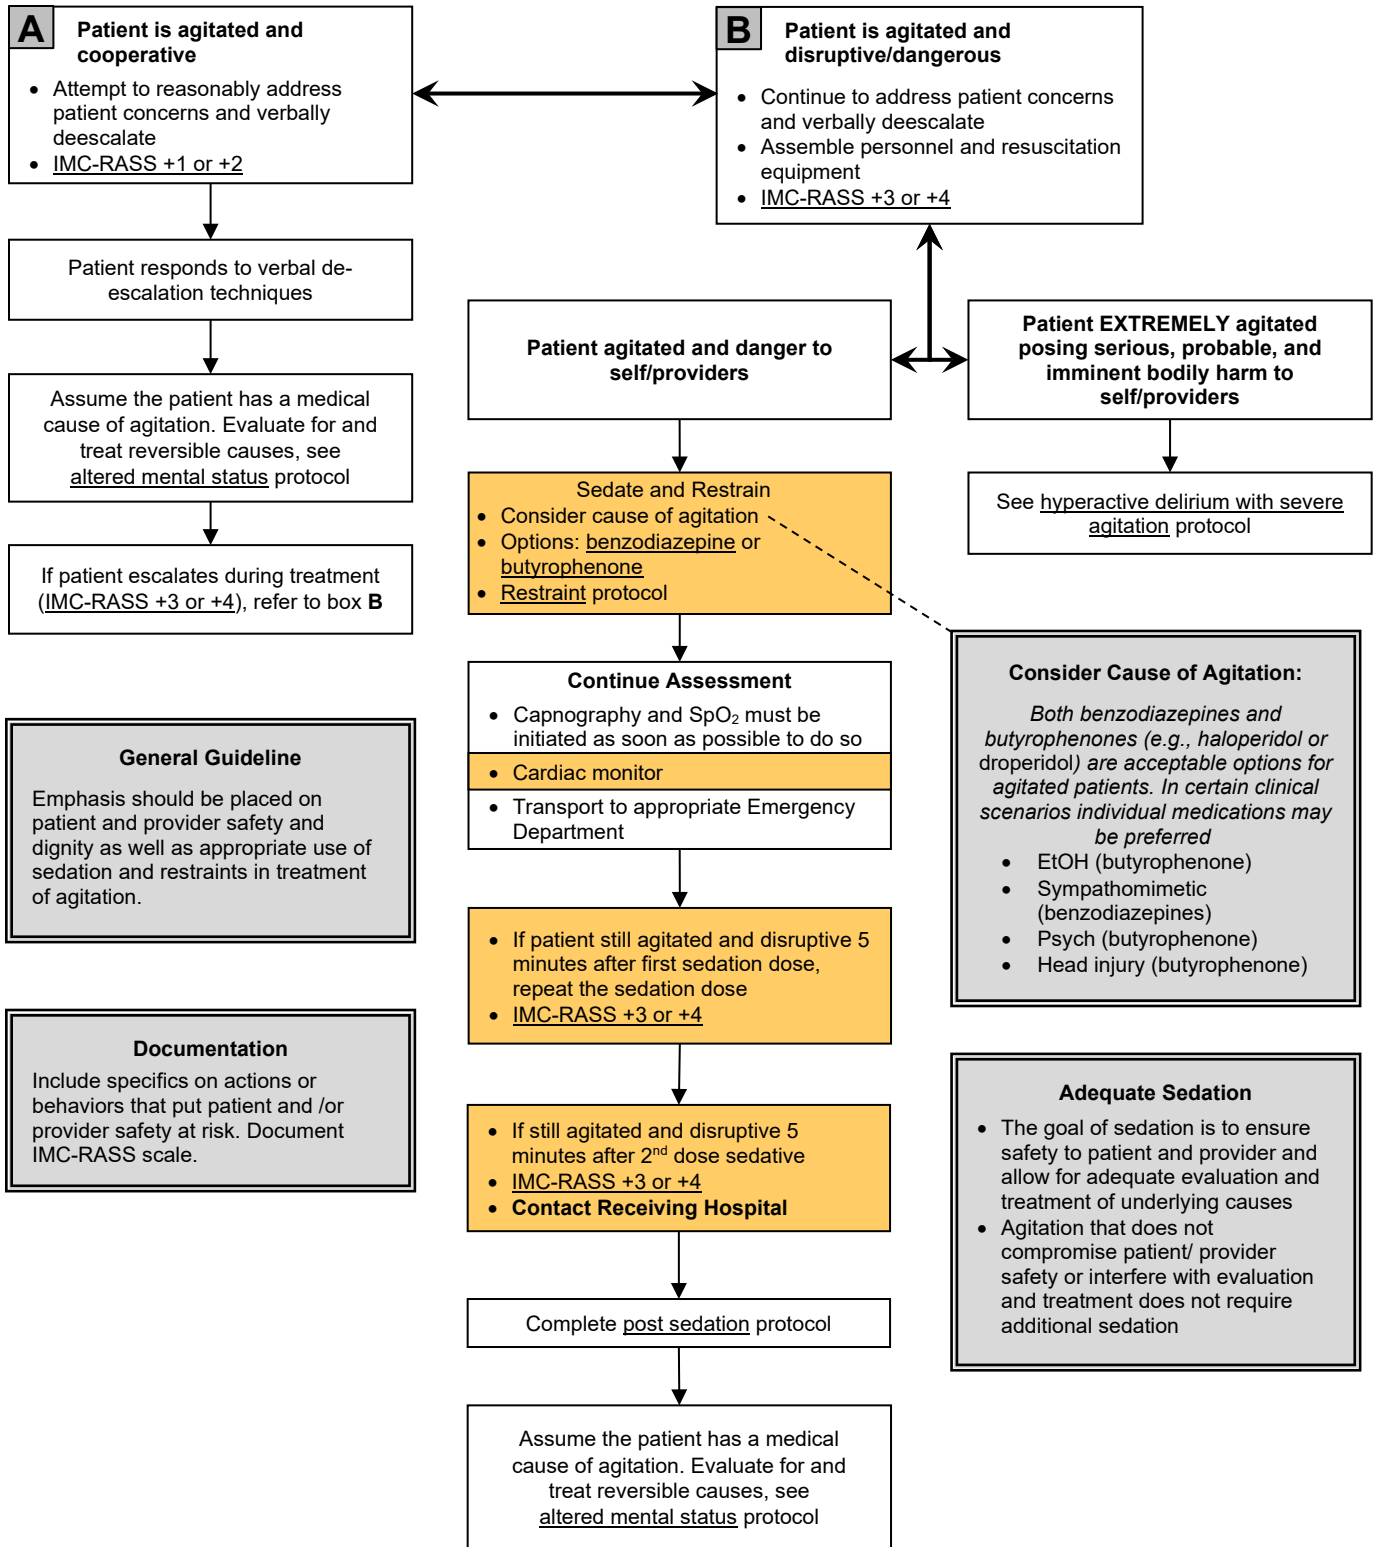 A
Patient is agitated and
cooperative
• Attempt to reasonably address
patient concerns and verbally
deescalate
• IMC-RASS +1 or +2
B
Patient is agitated and
disruptive/dangerous
• Continue to address patient concerns
and verbally deescalate
• Assemble personnel and resuscitation
equipment
• IMC-RASS +3 or +4
Patient responds to verbal de-
escalation techniques
Assume the patient has a medical
cause of agitation. Evaluate for and
treat reversible causes, see
altered mental status protocol
If patient escalates during treatment
(IMC-RASS +3 or +4), refer to box B
Patient agitated and danger to
self/providers
Patient EXTREMELY agitated
posing serious, probable, and
imminent bodily harm to
self/providers
See hyperactive delirium with severe
agitation protocol
Sedate and Restrain
• Consider cause of agitation
• Options: benzodiazepine or
butyrophenone
• Restraint protocol
Continue Assessment
• Capnography and SpO2 must be
initiated as soon as possible to do so
• Cardiac monitor
• Transport to appropriate Emergency
Department
• If patient still agitated and disruptive 5
minutes after first sedation dose,
repeat the sedation dose
• IMC-RASS +3 or +4
• If still agitated and disruptive 5
minutes after 2nd dose sedative
• IMC-RASS +3 or +4
• Contact Receiving Hospital
Complete post sedation protocol
Assume the patient has a medical
cause of agitation. Evaluate for and
treat reversible causes, see
altered mental status protocol
General Guideline
Emphasis should be placed on
patient and provider safety and
dignity as well as appropriate use of
sedation and restraints in treatment
of agitation.
Documentation
Include specifics on actions or
behaviors that put patient and /or
provider safety at risk. Document
IMC-RASS scale.
Consider Cause of Agitation:
Both benzodiazepines and
butyrophenones (e.g., haloperidol or
droperidol) are acceptable options for
agitated patients. In certain clinical
scenarios individual medications may
be preferred
• EtOH (butyrophenone)
• Sympathomimetic
(benzodiazepines)
• Psych (butyrophenone)
• Head injury (butyrophenone)
Adequate Sedation
• The goal of sedation is to ensure
safety to patient and provider and
allow for adequate evaluation and
treatment of underlying causes
• Agitation that does not
compromise patient/ provider
safety or interfere with evaluation
and treatment does not require
additional sedation